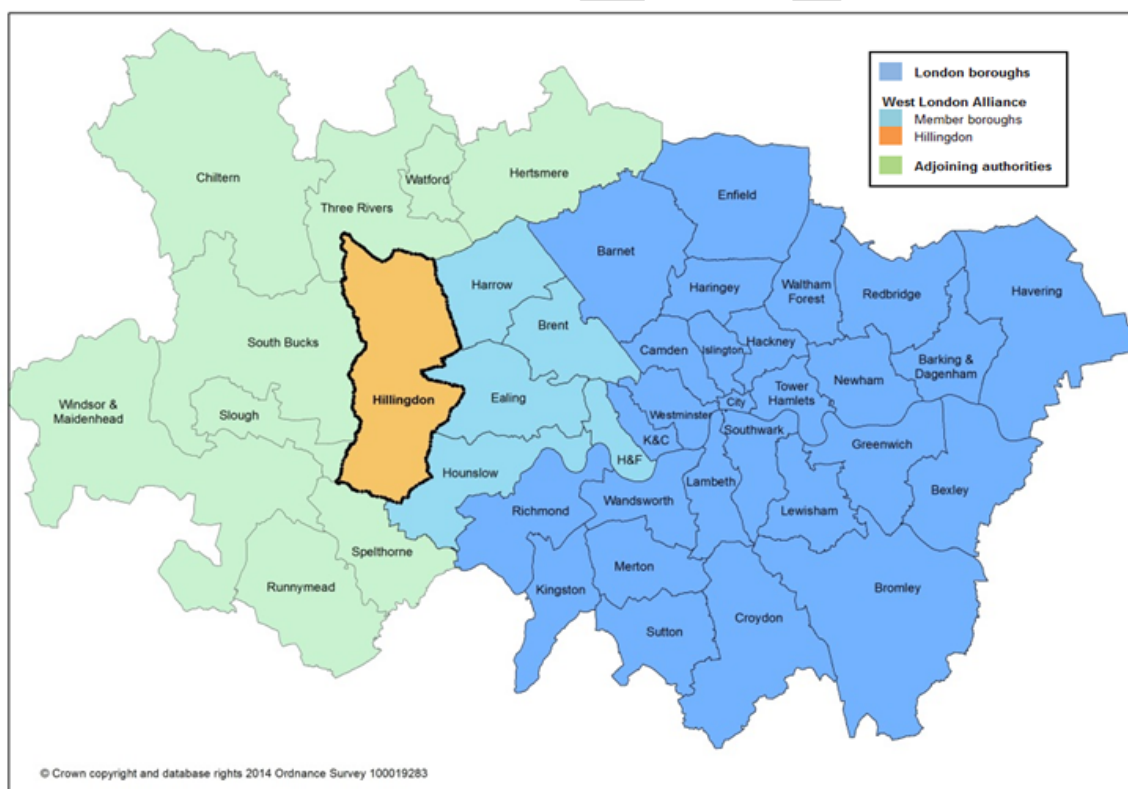 London boroughs
West London Alliance
Member boroughs
Hillingdon
Adjoining authorities
Chiltern
Watford
Hertsmere
Three Rivers
Enfield
Barnet
Harrow
Haringey
Waltham
Forest
Redbridge
Havering
Brent
South Bucks
Camden
Islington
Hackney
Barking &
Dagenham
Newham
Tower
Hamlets
Windsor &
Maidenhead
Slough
Hillingdon
Ealing
Westminster
City
Southwark
K&C
Greenwich
H&F
Hounslow
Lambeth
Bexley
Richmond
Wandsworth
Lewisham
Spelthorne
Merton
Runnymead
Kingston
Bromley
Sutton
Croydon
© Crown copyright and database rights 2014 Ordnance Survey 100019283